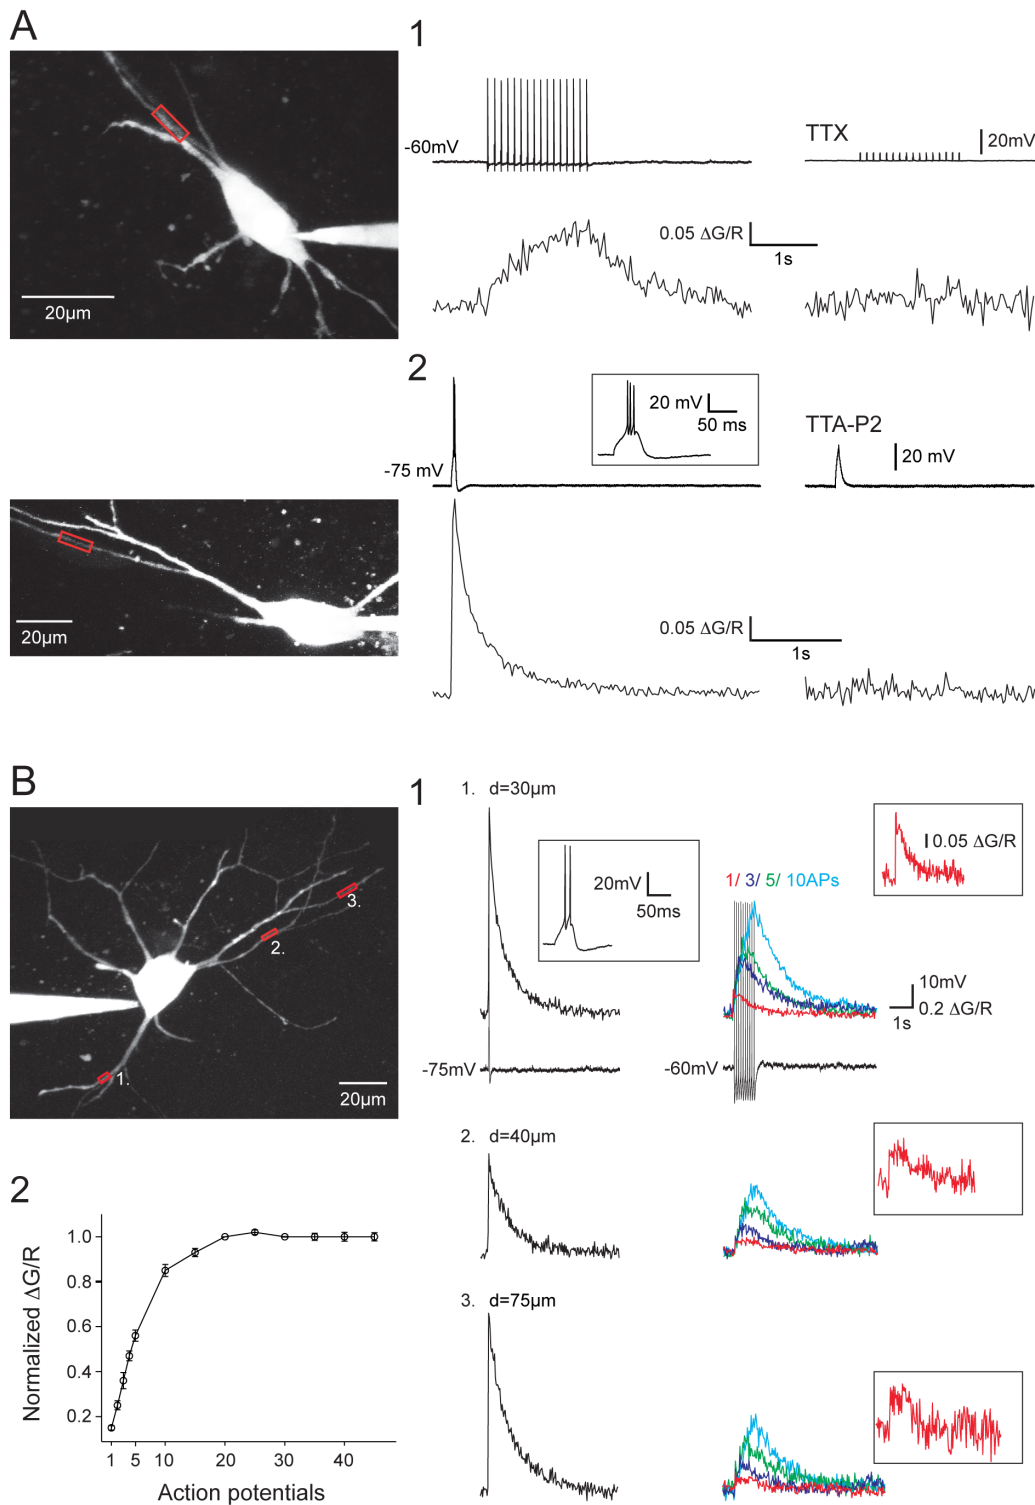 A
1
-60mV
TTX
20mV
0.05 ΔG/R
1s
20μm
2
20 mV
50 ms
TTA-P2
20 mV
-75 mV
0.05 ΔG/R
1s
20μm
B
1
1. d=30μm
0.05 ΔG/R
20mV
50ms
1/ 3/ 5/ 10APs
10mV
0.2 ΔG/R
1s
-75mV
-60mV
3.
2.
1.
20μm
2. d=40μm
2
Normalized ΔG/R
1.0
0.8
0.6
0.4
0.2
1 5 10 20 30 40
Action potentials
3. d=75μm